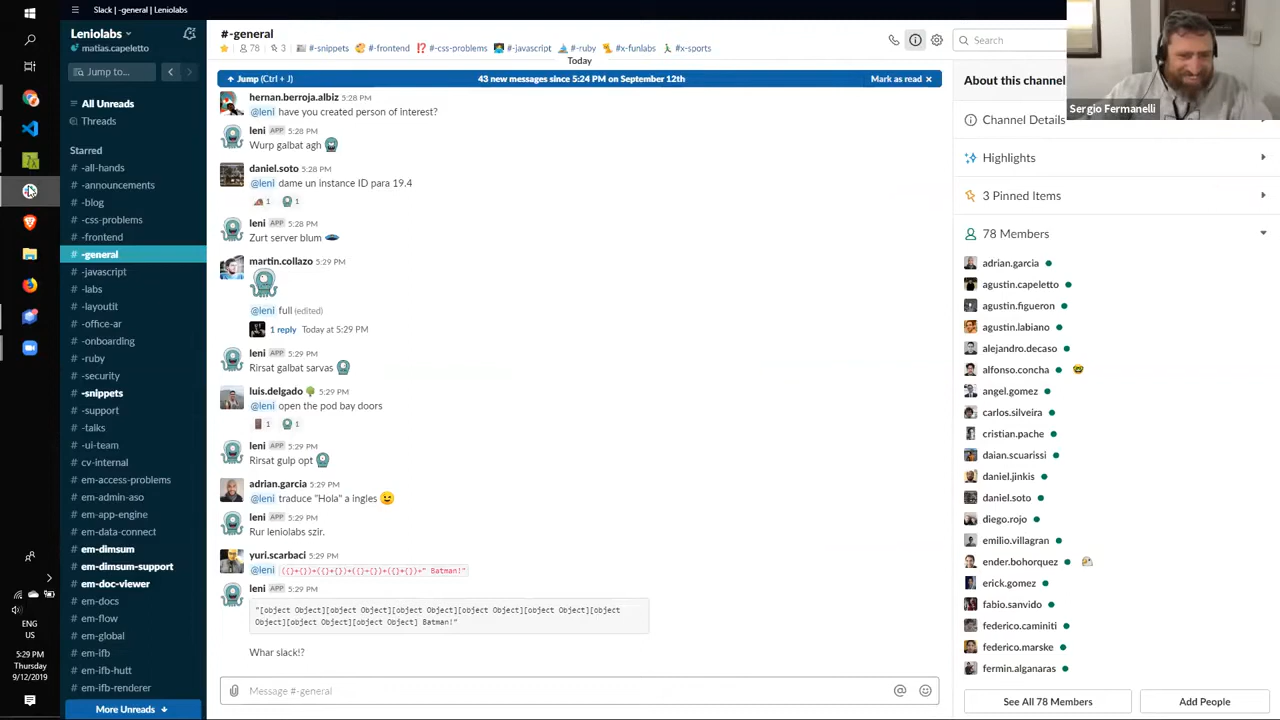 Slack | -general | Leniolabs
Leniolabs
matias.capeletto
Jump to...
All Unreads
Threads
Starred
# -all-hands
# -announcements
# -blog
# -css-problems
# -frontend
# -general
# -javascript
# -labs
# -layoutit
# -office-ar
# -onboarding
# -ruby
# -security
# -snippets
# -support
# -talks
# -ui-team
# cv-internal
# em-access-problems
# em-admin-aso
# em-app-engine
# em-data-connect
# em-dimsum
# em-dimsum-support
# em-doc-viewer
# em-docs
# em-flow
# em-global
# em-ifb
# em-ifb-hutt
# em-ifb-renderer
More Unreads
ENG
US
5:29 PM
Thursday
9/12/2019
#-general
78 | 3 | #-snippets #-frontend #-css-problems #-javascript #-ruby #x-funlabs #x-sports
Today
Jump (Ctrl + J) 43 new messages since 5:24 PM on September 12th Mark as read
hernan.berroja.albiz 5:28 PM
@leni have you created person of interest?
leni APP 5:28 PM
Wurp galbat agh
daniel.soto 5:28 PM
@leni dame un instance ID para 19.4
1 1
leni APP 5:28 PM
Zurt server blum
martin.collazo 5:29 PM
@leni full (edited)
1 reply Today at 5:29 PM
leni APP 5:29 PM
Rirsat galbat sarvas
luis.delgado 5:29 PM
@leni open the pod bay doors
1 1
leni APP 5:29 PM
Rirsat gulp opt
adrian.garcia 5:29 PM
@leni traduce "Hola" a ingles
leni APP 5:29 PM
Rur leniolabs szir.
yuri.scarbaci 5:29 PM
@leni ({}+{})+({}+{})+({}+{})+({}+{})+" Batman!"
leni APP 5:29 PM
"[object Object][object Object][object Object][object Object][object Object][object
Object][object Object][object Object] Batman!"
Whar slack!?
Message #-general
Search
About this channel
Channel Details
Highlights
3 Pinned Items
78 Members
adrian.garcia
agustin.capeletto
agustin.figueron
agustin.labiano
alejandro.decaso
alfonso.concha
angel.gomez
carlos.silveira
cristian.pache
daian.scuarissi
daniel.jinkis
daniel.soto
diego.rojo
emilio.villagran
ender.bohorquez
erick.gomez
fabio.sanvido
federico.caminiti
federico.marske
fermin.alganaras
See All 78 Members
Add People
Sergio Fermanelli